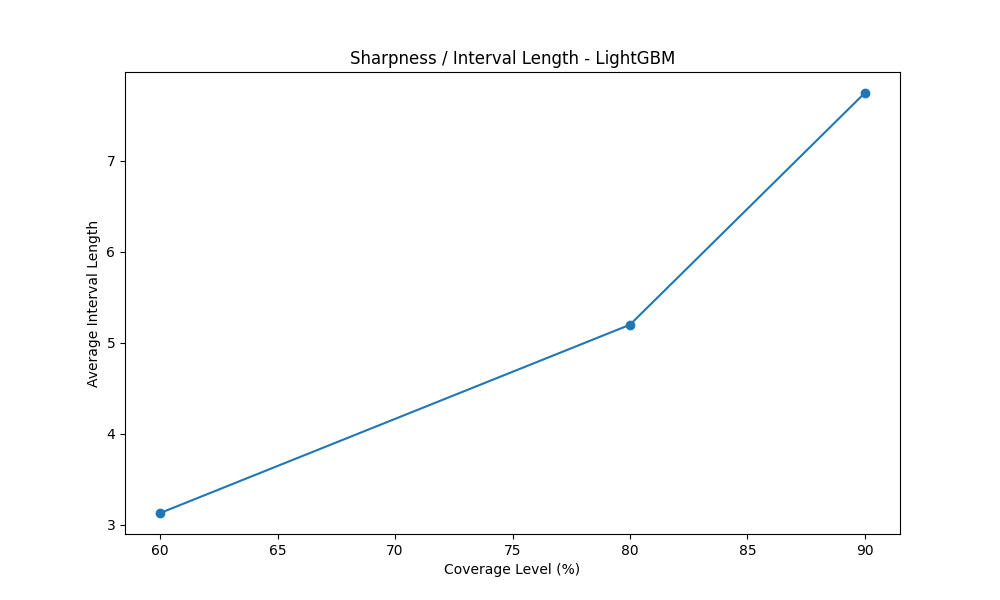 Sharpness / Interval Length - LightGBM
Average Interval Length
7
6
5
4
3
60 65 70 75 80 85 90
Coverage Level (%)